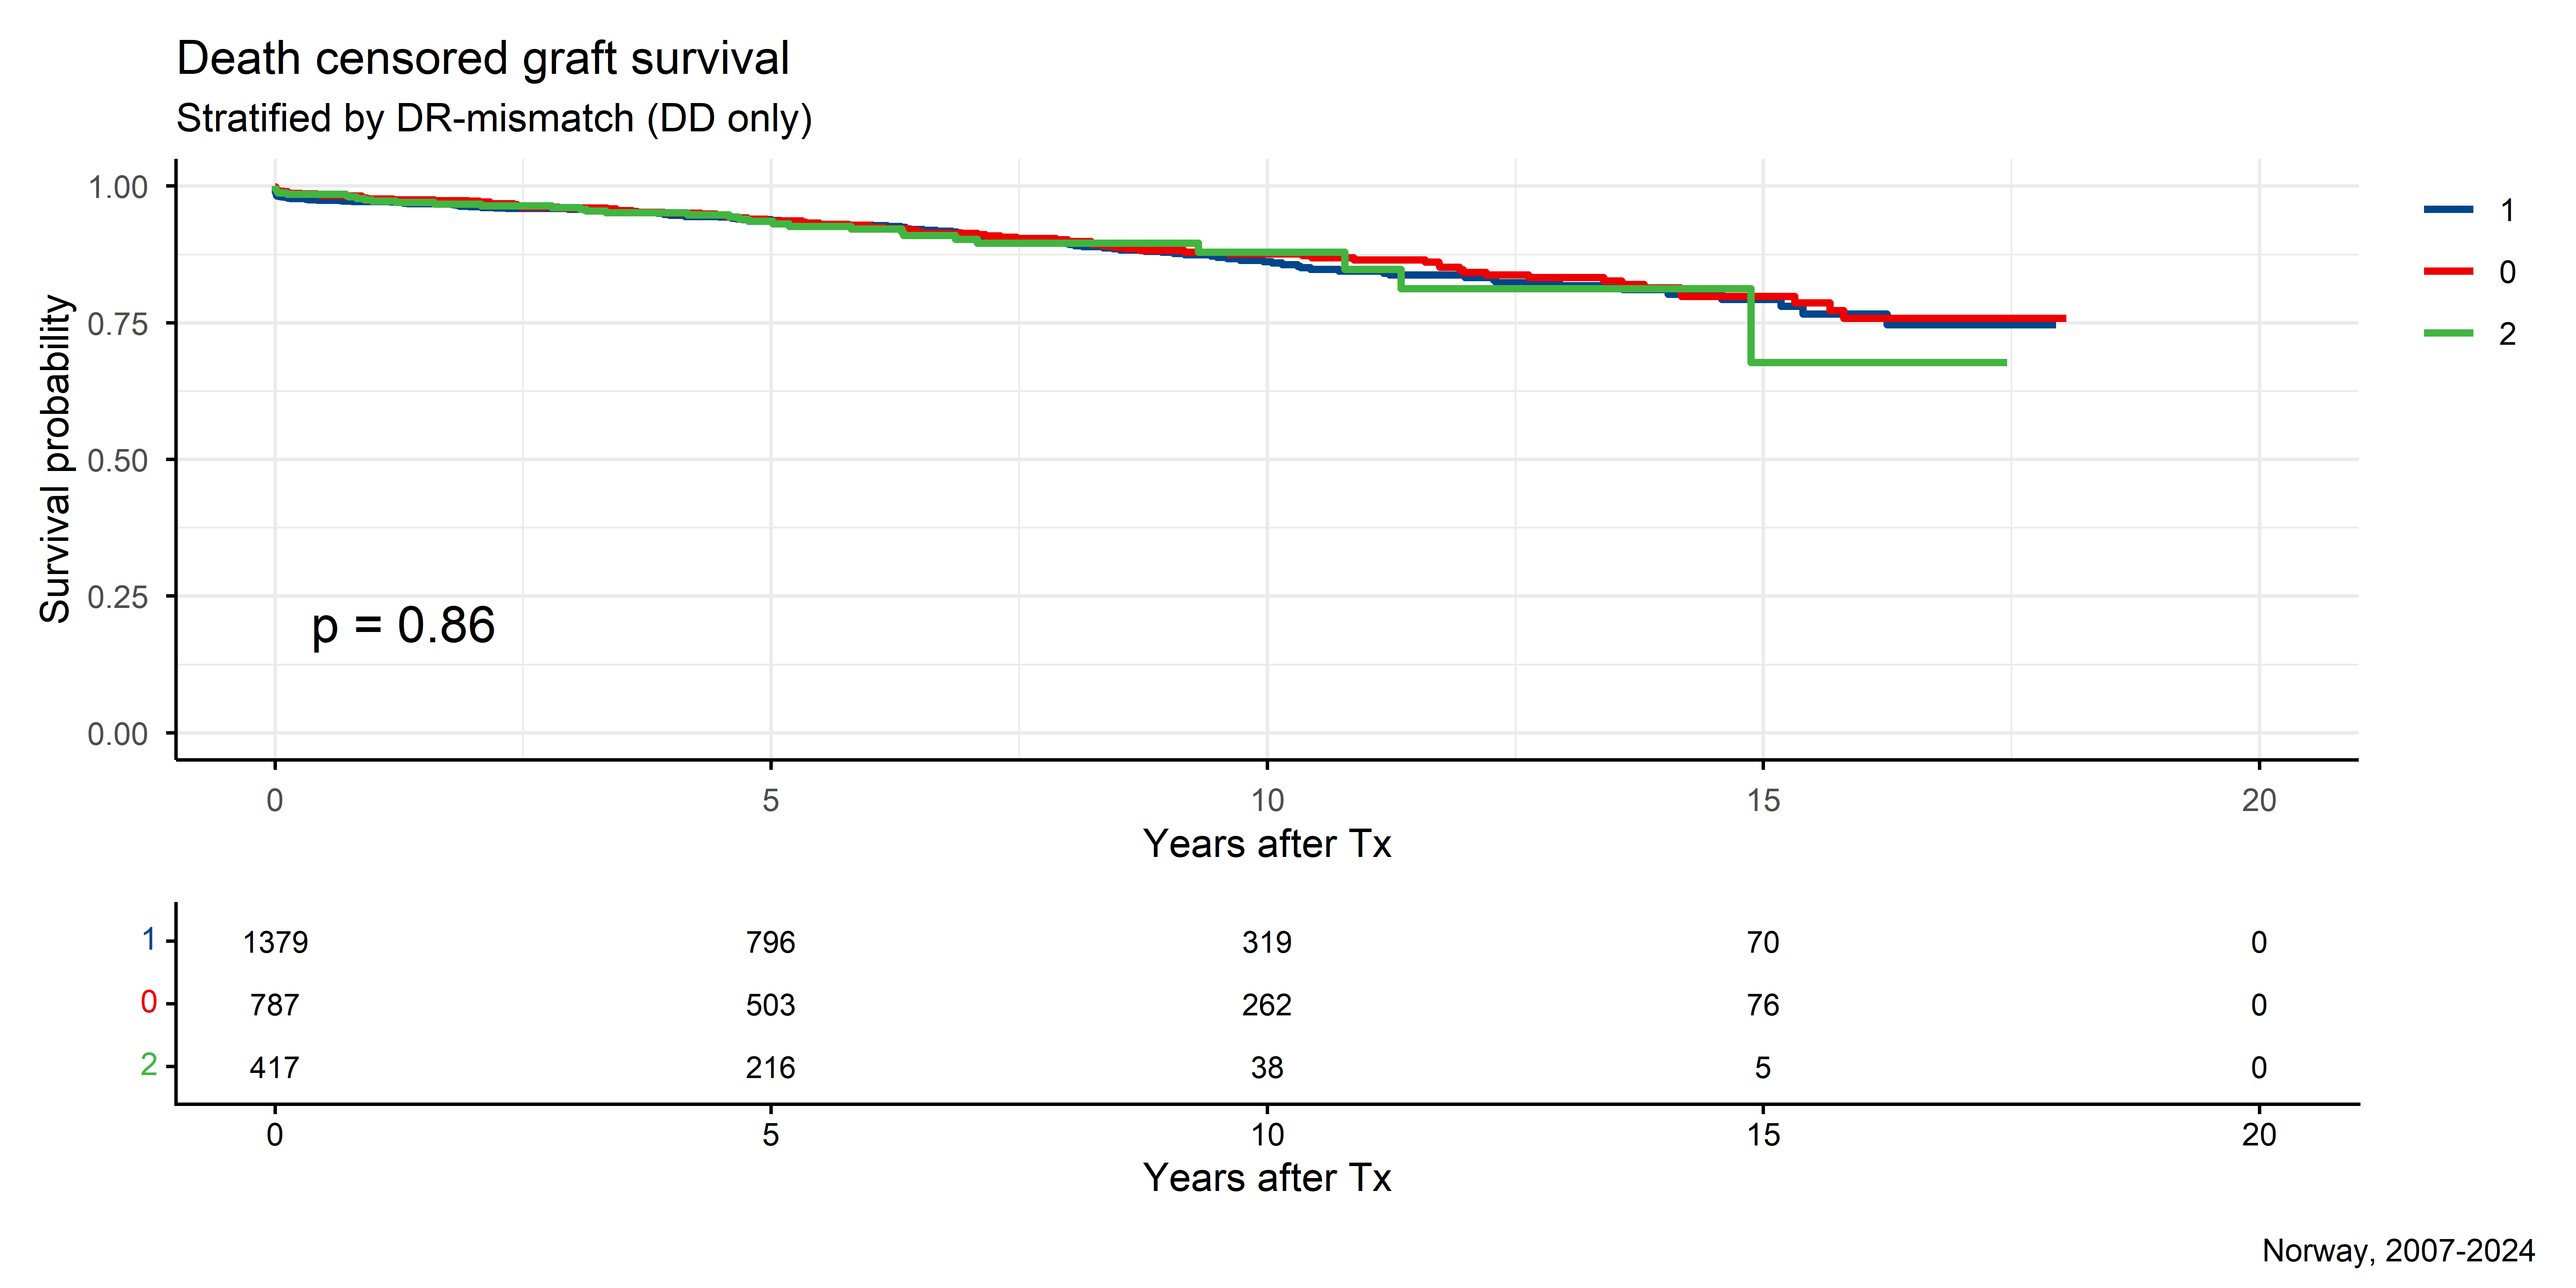 Death censored graft survival
Stratified by DR-mismatch (DD only)
Survival probability
1.00
0.75
0.50
0.25
0.00
p = 0.86
1
0
2
0 5 10 15 20
Years after Tx
1 1379 796 319 70 0
0 787 503 262 76 0
2 417 216 38 5 0
0 5 10 15 20
Years after Tx
Norway, 2007-2024